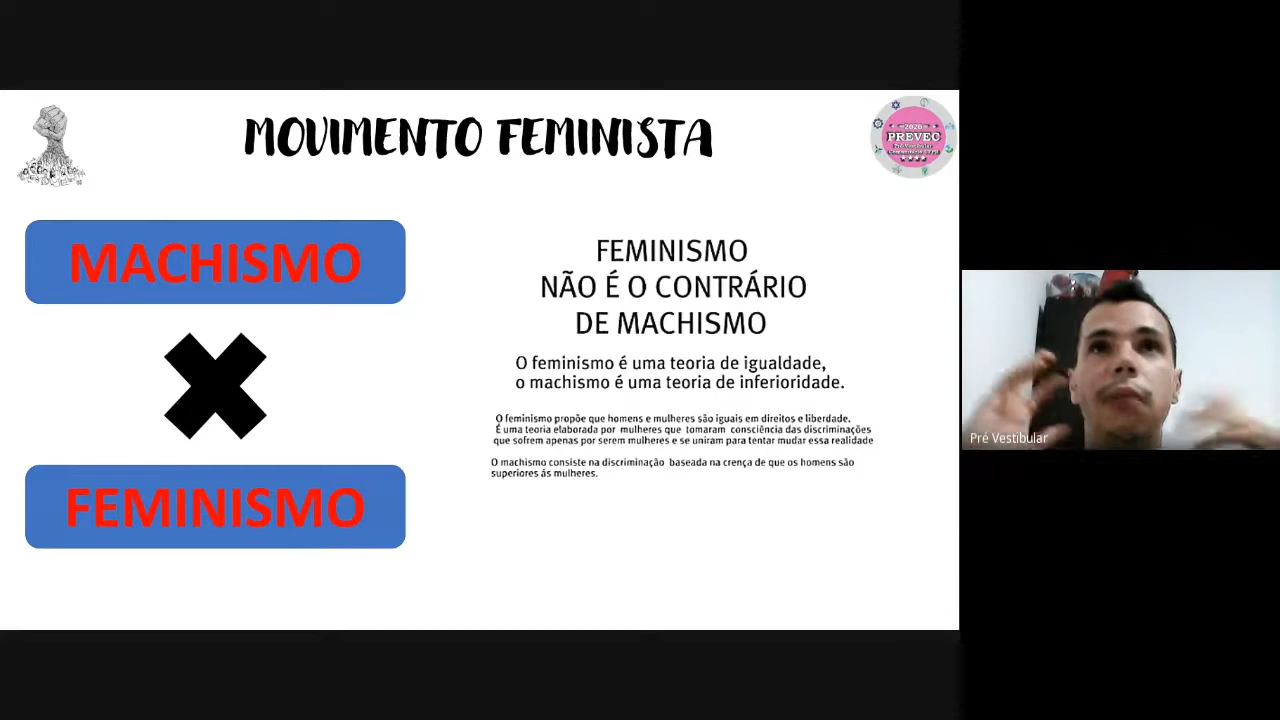 MOVIMENTO FEMINISTA
2020
PREVEC
MACHISMO
FEMINISMO
FEMINISMO
NÃO É O CONTRÁRIO
DE MACHISMO
O feminismo é uma teoria de igualdade,
o machismo é uma teoria de inferioridade.
O feminismo propõe que homens e mulheres são iguais em direitos e liberdade.
É uma teoria elaborada por mulheres que tomaram consciência das discriminações
que sofrem apenas por serem mulheres e se uniram para tentar mudar essa realidade
O machismo consiste na discriminação baseada na crença de que os homens são
superiores ás mulheres.
Pré Vestibular